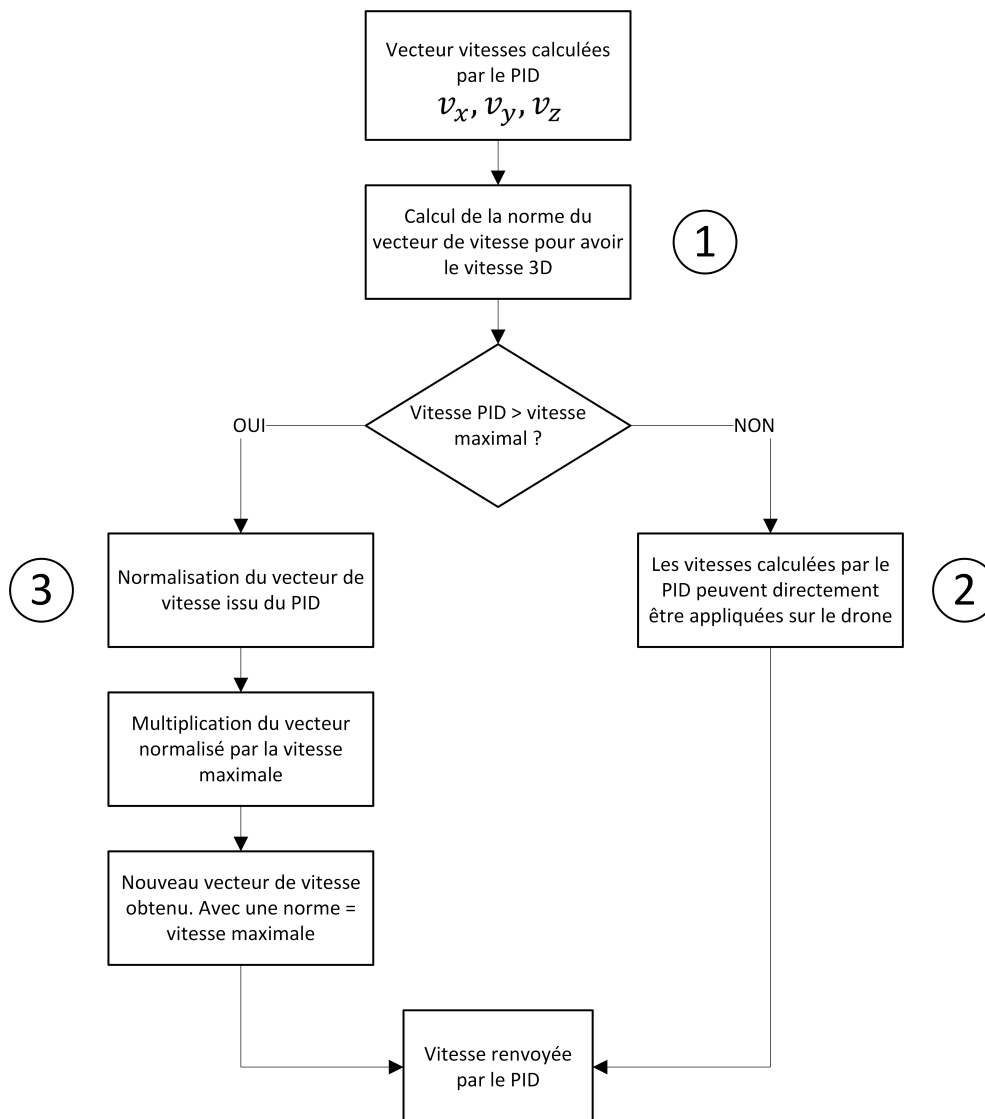 Vecteur vitesses calculées
par le PID
𝑣ₓ, 𝑣ᵧ, 𝑣_z
Calcul de la norme du
vecteur de vitesse pour avoir
le vitesse 3D
1
Vitesse PID > vitesse
maximal ?
OUI
NON
3
Normalisation du vecteur de
vitesse issu du PID
Les vitesses calculées par le
PID peuvent directement
être appliquées sur le drone
2
Multiplication du vecteur
normalisé par la vitesse
maximale
Nouveau vecteur de vitesse
obtenu. Avec une norme =
vitesse maximale
Vitesse renvoyée
par le PID